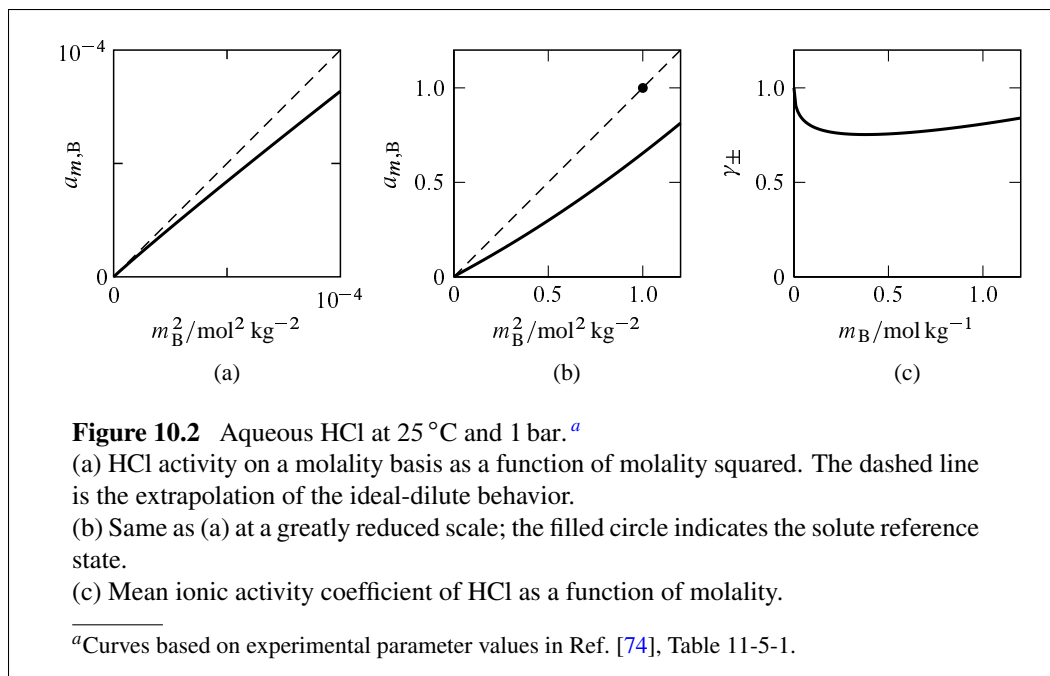 10⁻⁴
a_{m,B}
0
0
10⁻⁴
m_B²/mol² kg⁻²
(a)
1.0
a_{m,B}
0.5
0
0
0.5
1.0
m_B²/mol² kg⁻²
(b)
1.0
γ±
0.5
0
0
0.5
1.0
m_B/mol kg⁻¹
(c)
Figure 10.2 Aqueous HCl at 25 °C and 1 bar. ᵃ
(a) HCl activity on a molality basis as a function of molality squared. The dashed line
is the extrapolation of the ideal-dilute behavior.
(b) Same as (a) at a greatly reduced scale; the filled circle indicates the solute reference
state.
(c) Mean ionic activity coefficient of HCl as a function of molality.
ᵃCurves based on experimental parameter values in Ref. [74], Table 11-5-1.